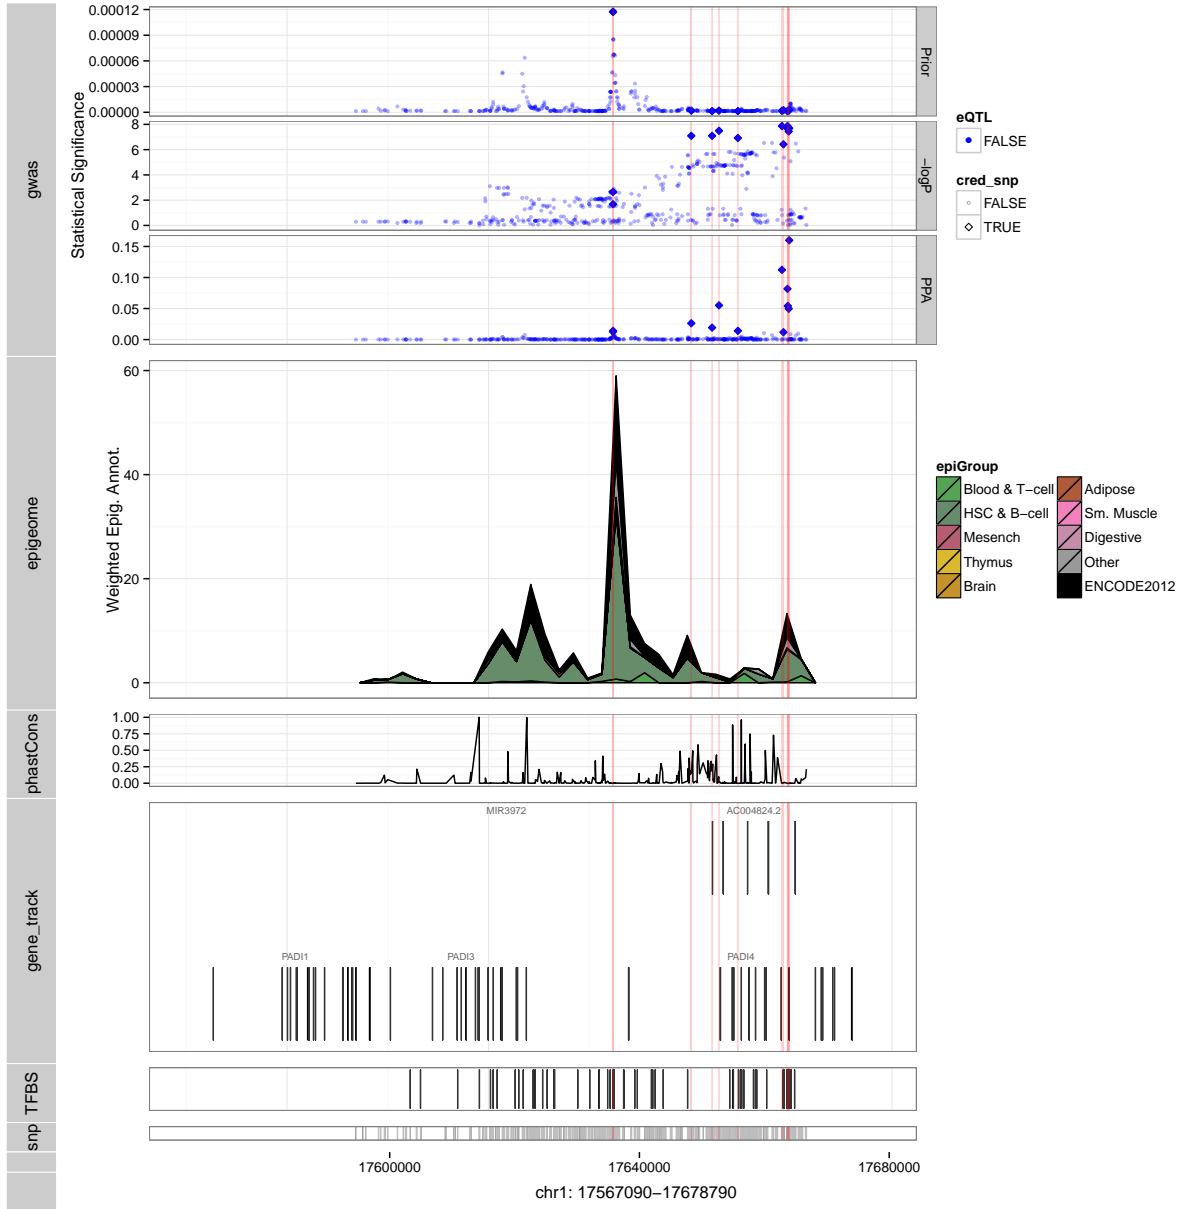 gwas
Statistical Significance
0.00012
0.00009
0.00006
0.00003
0.00000
Prior
8
6
4
2
0
−logP
0.15
0.10
0.05
0.00
PPA
eQTL
FALSE
cred_snp
FALSE
TRUE
epigeome
Weighted Epig. Annot.
60
40
20
0
epiGroup
Blood & T−cell
HSC & B−cell
Mesench
Thymus
Brain
Adipose
Sm. Muscle
Digestive
Other
ENCODE2012
phastCons
1.00
0.75
0.50
0.25
0.00
gene_track
MIR3972
AC004824.2
PADI1
PADI3
PADI4
TFBS
snp
17600000
17640000
17680000
chr1: 17567090−17678790